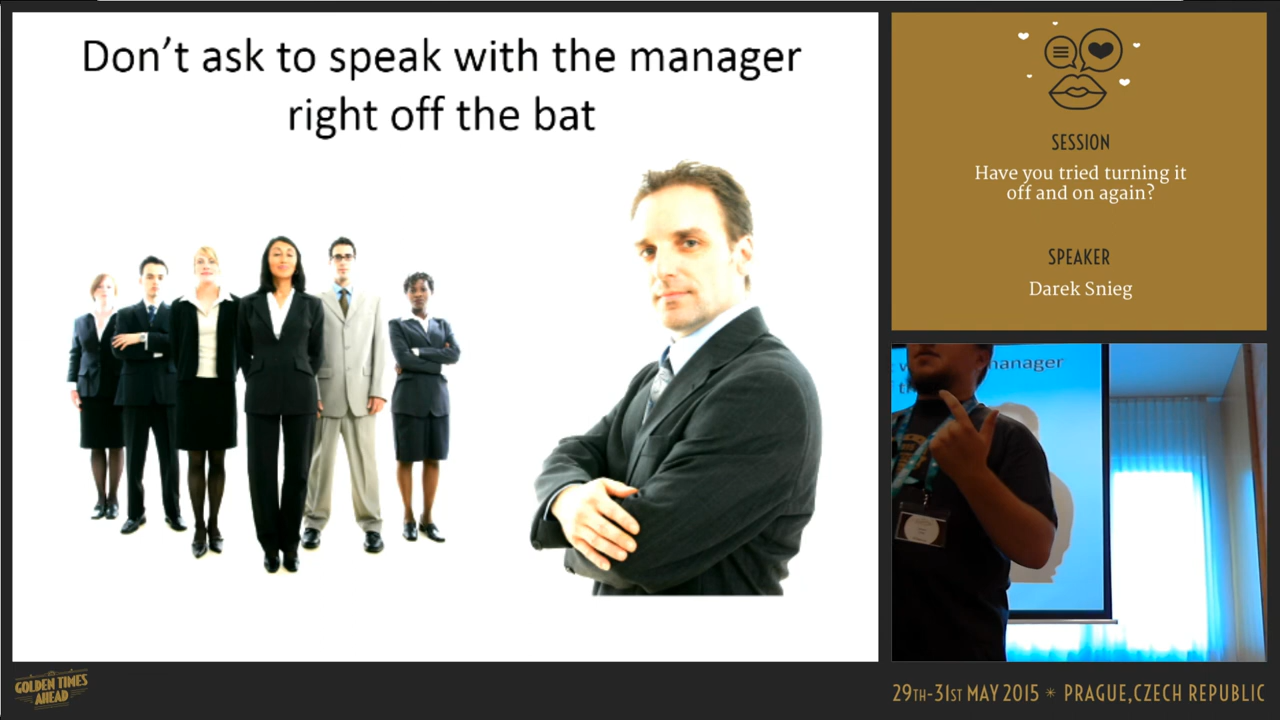 Don't ask to speak with the manager
right off the bat
SESSION
Have you tried turning it
off and on again?
SPEAKER
Darek Snieg
manager
GOLDEN TIMES
AHEAD
29TH-31ST MAY 2015 * PRAGUE,CZECH REPUBLIC